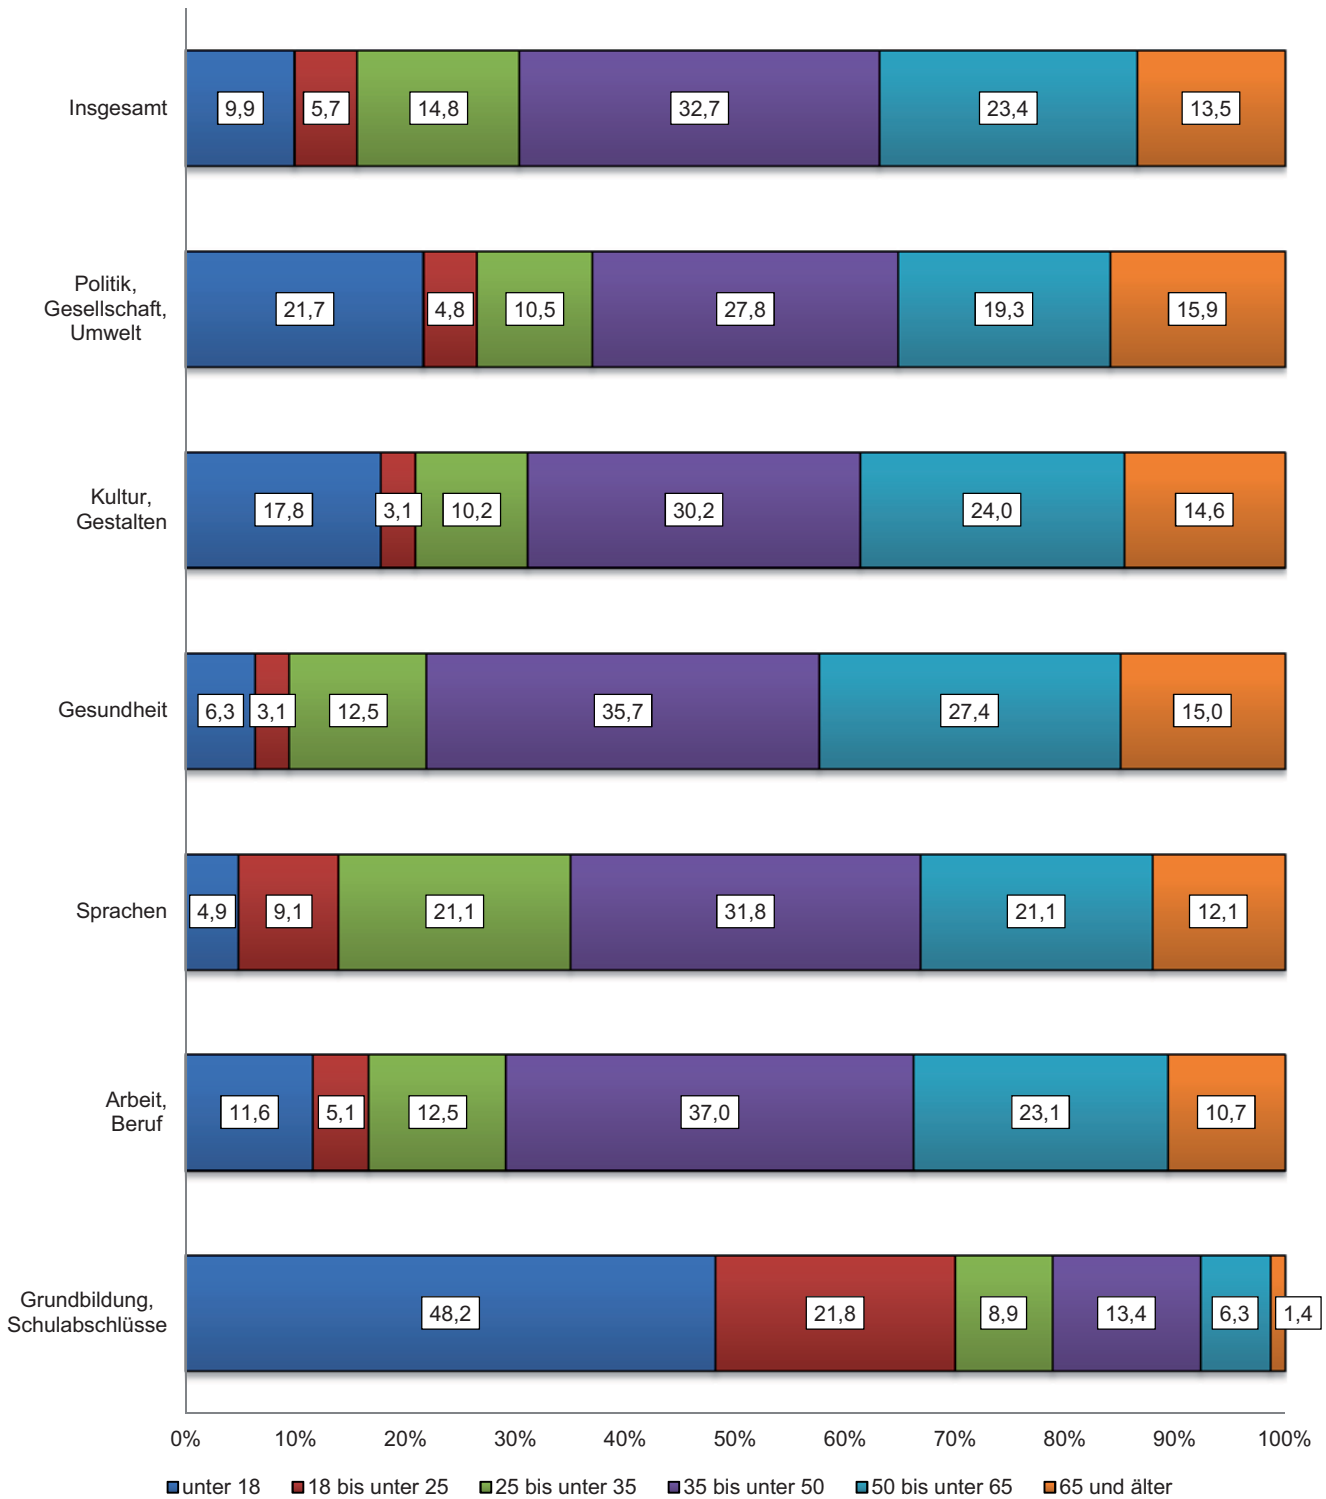 Insgesamt
9,9 5,7 14,8 32,7 23,4 13,5
Politik,
Gesellschaft,
Umwelt
21,7 4,8 10,5 27,8 19,3 15,9
Kultur,
Gestalten
17,8 3,1 10,2 30,2 24,0 14,6
Gesundheit
6,3 3,1 12,5 35,7 27,4 15,0
Sprachen
4,9 9,1 21,1 31,8 21,1 12,1
Arbeit,
Beruf
11,6 5,1 12,5 37,0 23,1 10,7
Grundbildung,
Schulabschlüsse
48,2 21,8 8,9 13,4 6,3 1,4
0% 10% 20% 30% 40% 50% 60% 70% 80% 90% 100%
unter 18 18 bis unter 25 25 bis unter 35 35 bis unter 50 50 bis unter 65 65 und älter